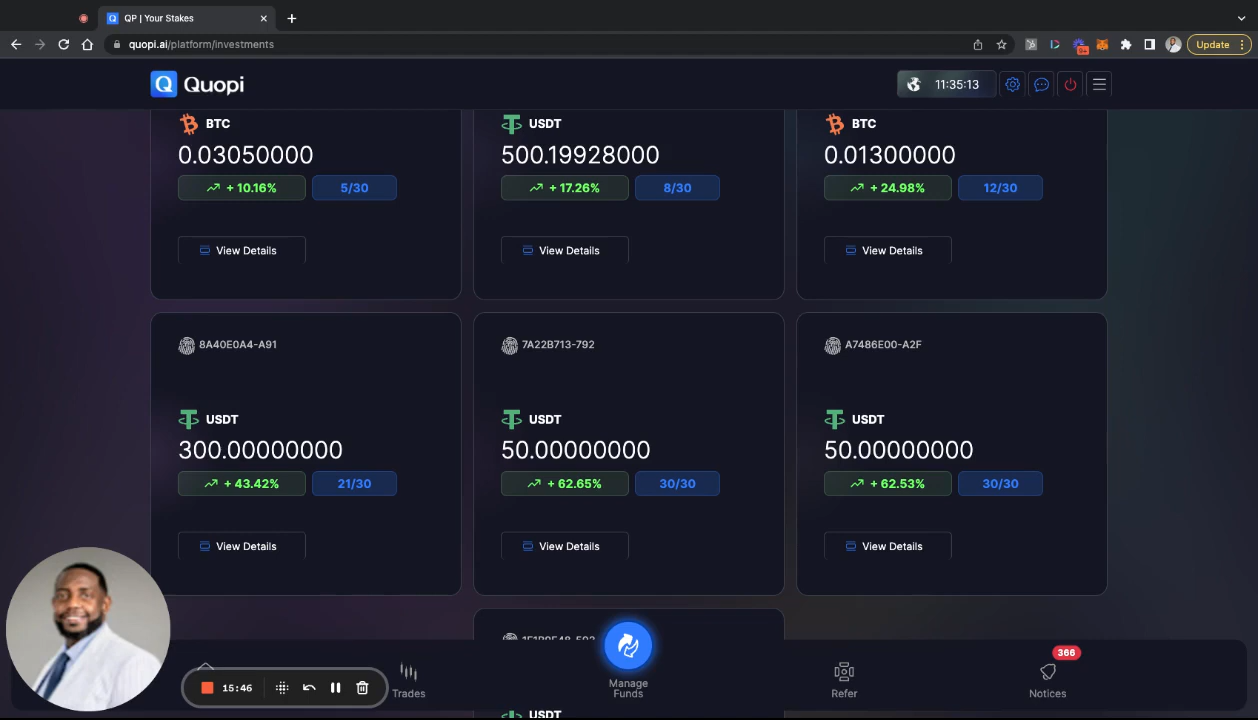 QP | Your Stakes
quopi.ai/platform/investments
9+
Update
Quopi
11:35:13
BTC
0.03050000
+ 10.16%
5/30
View Details
USDT
500.19928000
+ 17.26%
8/30
View Details
BTC
0.01300000
+ 24.98%
12/30
View Details
8A40E0A4-A91
USDT
300.00000000
+ 43.42%
21/30
View Details
7A22B713-792
USDT
50.00000000
+ 62.65%
30/30
View Details
A7486E00-A2F
USDT
50.00000000
+ 62.53%
30/30
View Details
USDT
15:46
Trades
Manage
Funds
Refer
366
Notices